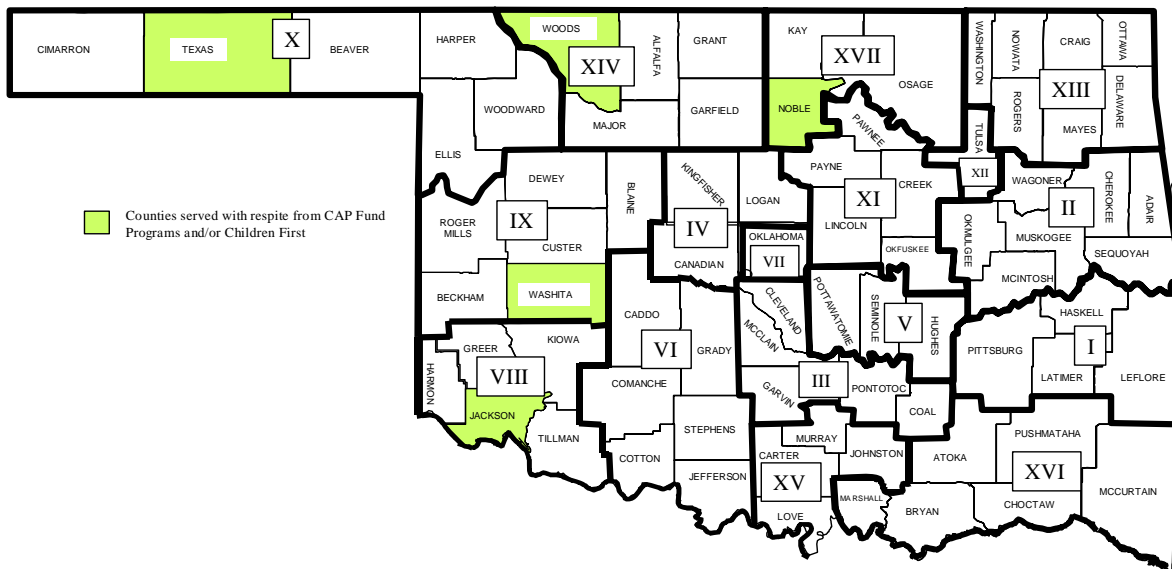 CIMARRON
TEXAS
X
BEAVER
HARPER
WOODS
XIV
ALFALFA
GRANT
KAY
XVII
OSAGE
WASHINGTON
NOWATA
CRAIG
OTTAWA
XIII
DELAWARE
ROGERS
MAYES
WOODWARD
MAJOR
GARFIELD
NOBLE
PAWNEE
TULSA
XII
ELLIS
DEWEY
BLAINE
KINGFISHER
LOGAN
PAYNE
CREEK
XI
LINCOLN
WAGONER
CHEROKEE
ADAIR
II
Counties served with respite from CAP Fund
Programs and/or Children First
ROGER
MILLS
IX
CUSTER
IV
CANADIAN
OKLAHOMA
VII
OKFUSKEE
OKMULGEE
MUSKOGEE
MCINTOSH
SEQUOYAH
BECKHAM
WASHITA
CADDO
VI
GRADY
CLEVELAND
MCCLAIN
POTTAWATOMIE
SEMINOLE
V
HUGHES
HASKELL
PITTSBURG
I
LATIMER
LEFLORE
HARMON
GREER
KIOWA
VIII
JACKSON
TILLMAN
COMANCHE
III
GARVIN
PONTOTOC
COAL
STEPHENS
COTTON
JEFFERSON
MURRAY
CARTER
JOHNSTON
XV
LOVE
MARSHALL
ATOKA
PUSHMATAHA
XVI
MCCURTAIN
CHOCTAW
BRYAN